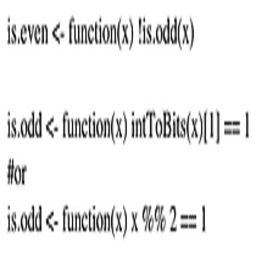 is.even <- function(x) !is.odd(x)
is.odd <- function(x) intToBits(x)[1] == 1
#or
is.odd <- function(x) x %% 2 == 1